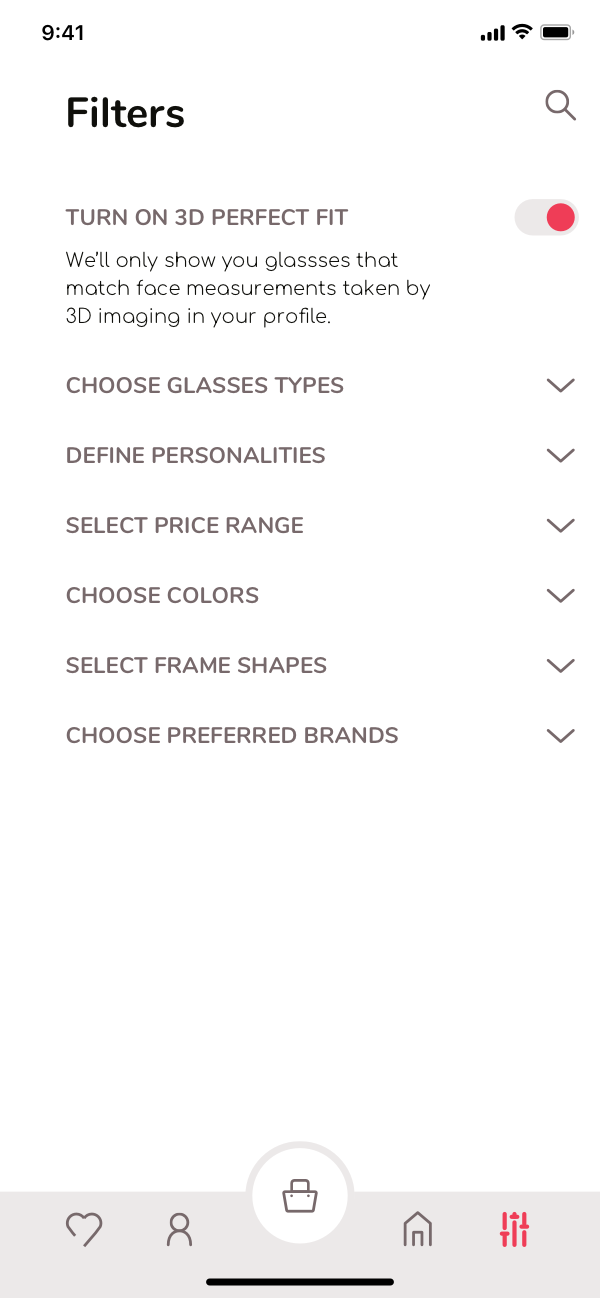 9:41
Filters
TURN ON 3D PERFECT FIT
We'll only show you glassses that
match face measurements taken by
3D imaging in your profile.
CHOOSE GLASSES TYPES
DEFINE PERSONALITIES
SELECT PRICE RANGE
CHOOSE COLORS
SELECT FRAME SHAPES
CHOOSE PREFERRED BRANDS